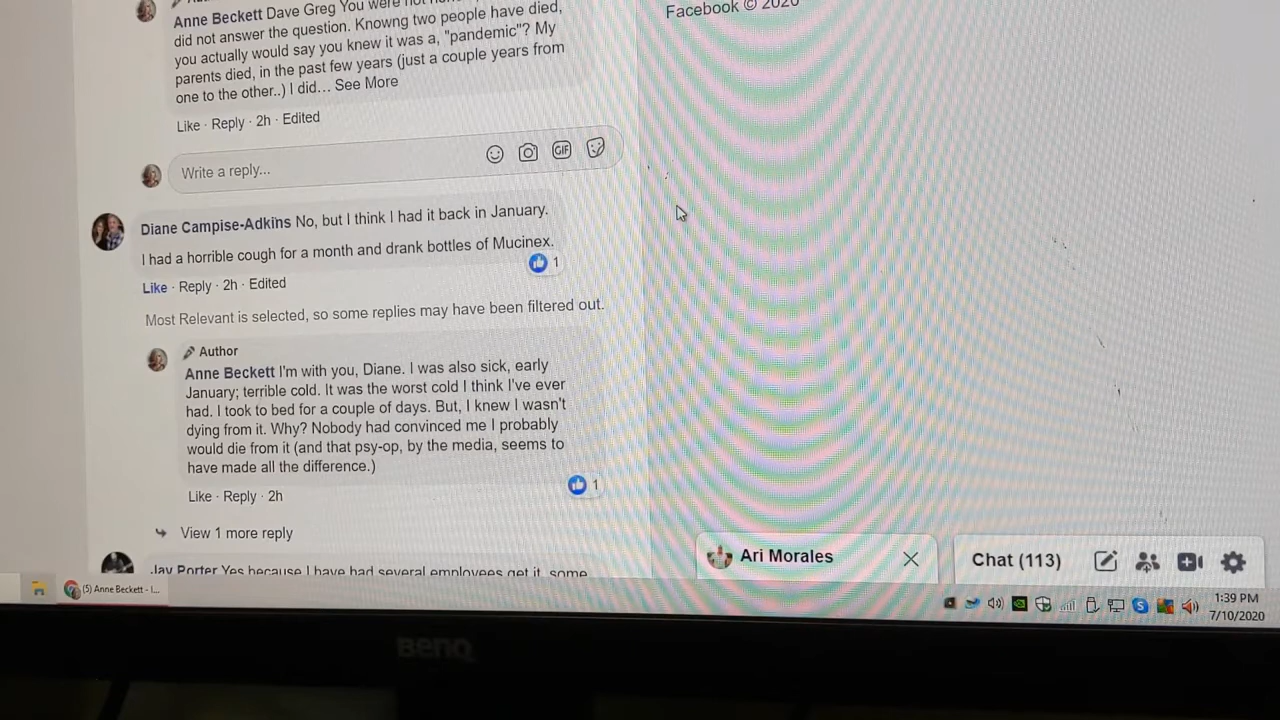 Anne Beckett Dave Greg You were not
did not answer the question. Knowng two people have died,
you actually would say you knew it was a, "pandemic"? My
parents died, in the past few years (just a couple years from
one to the other..) I did... See More
Like · Reply · 2h · Edited
Facebook © 2020
Write a reply...
GIF
Diane Campise-Adkins No, but I think I had it back in January.
I had a horrible cough for a month and drank bottles of Mucinex.
1
Like · Reply · 2h · Edited
Most Relevant is selected, so some replies may have been filtered out.
Author
Anne Beckett I'm with you, Diane. I was also sick, early
January; terrible cold. It was the worst cold I think I've ever
had. I took to bed for a couple of days. But, I knew I wasn't
dying from it. Why? Nobody had convinced me I probably
would die from it (and that psy-op, by the media, seems to
have made all the difference.)
1
Like · Reply · 2h
View 1 more reply
Jay Porter Yes because I have had several employees get it, some
Ari Morales
Chat (113)
(5) Anne Beckett - I...
1:39 PM
7/10/2020
BenQ